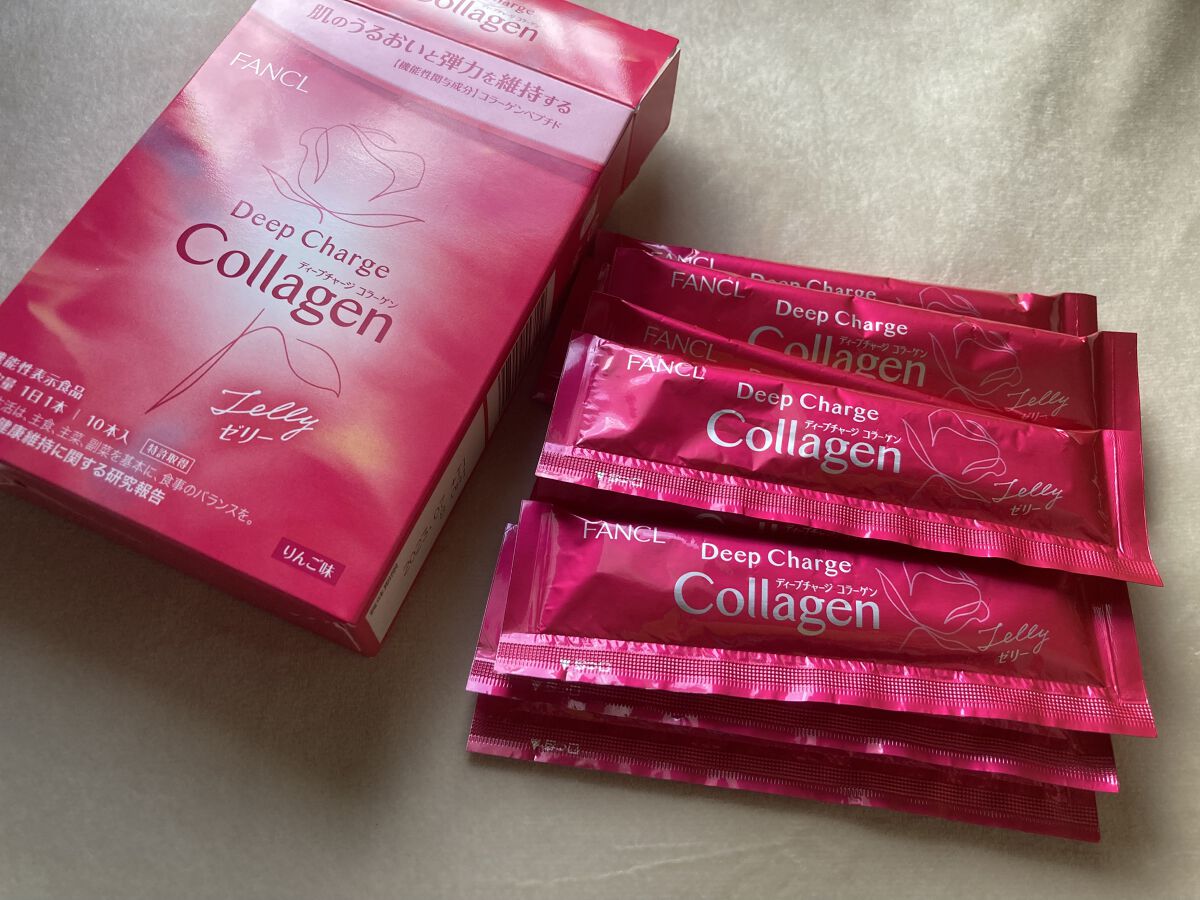 Charge
Collagen
肌のうるおいと弾力を維持する
【機能性関与成分】コラーゲンペプチド
FANCL
Deep Charge
ディープチャージ コラーゲン
Collagen
Jelly
ゼリー
機能性表示食品
1日1本 | 10本入
特許取得
食生活は、主食、主菜、副菜を基本に、食事のバランスを。
健康維持に関する研究報告
りんご味
FANCL
Deep Charge
FANCL
Deep Charge
ディープチャージ コラーゲン
Collagen
FANCL
FANCL
Deep Charge
ディープチャージ コラーゲン
Collagen
Jelly
ゼリー
FANCL
Deep Charge
ディープチャージ コラーゲン
Collagen
Jelly
ゼリー